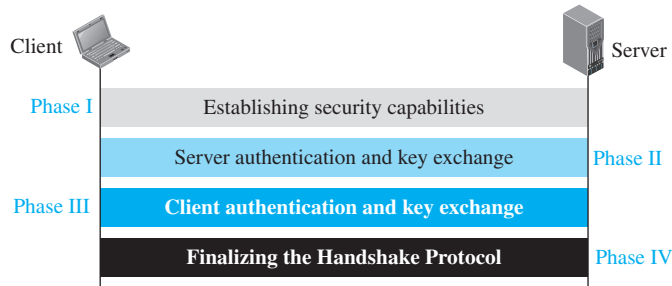 Client
Server
Phase I
Establishing security capabilities
Server authentication and key exchange
Phase II
Phase III
Client authentication and key exchange
Finalizing the Handshake Protocol
Phase IV